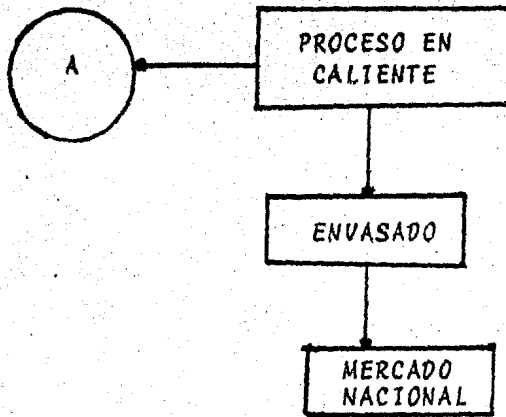 A
PROCESO EN
CALIENTE
ENVASADO
MERCADO
NACIONAL